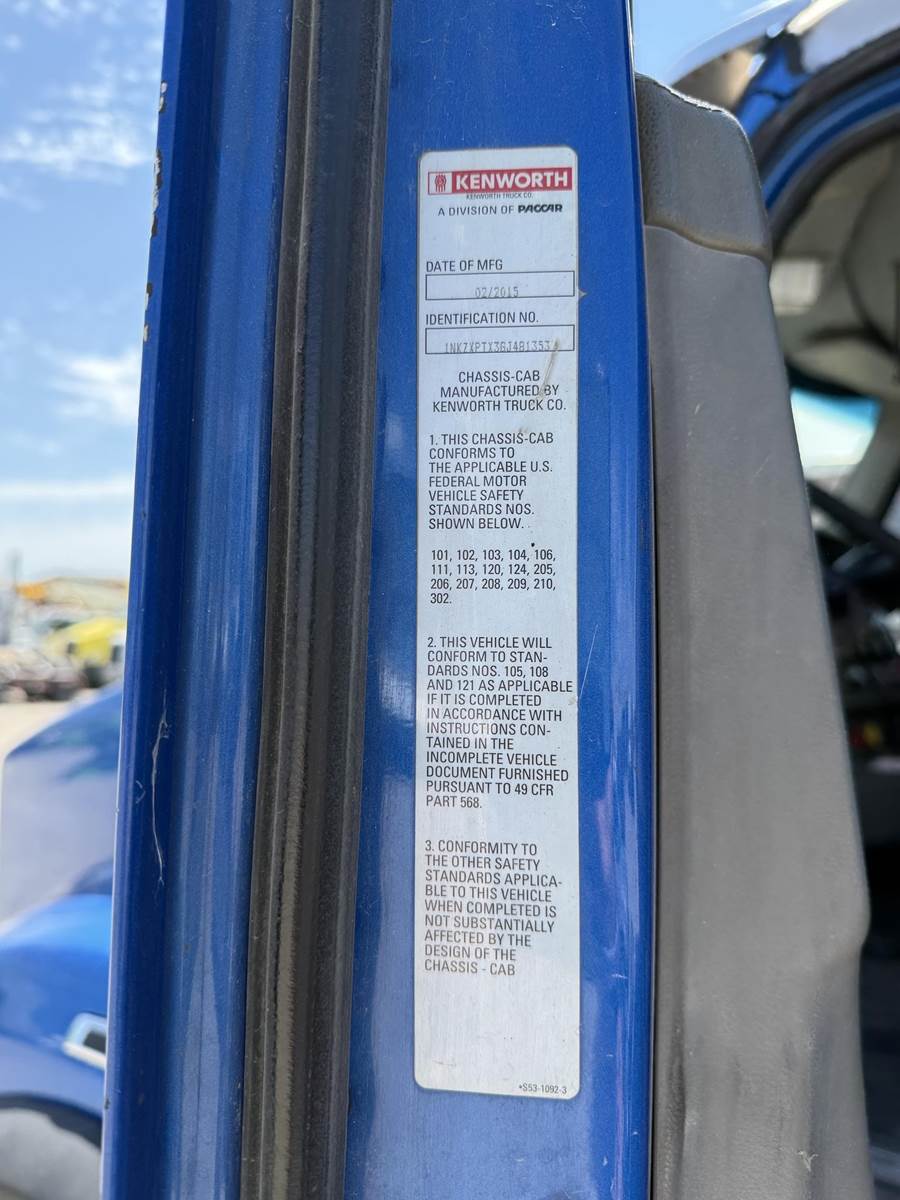 KENWORTH
KENWORTH TRUCK CO.
A DIVISION OF PACCAR
DATE OF MFG
02/2015
IDENTIFICATION NO.
1NKZXPTX3GJ481353
CHASSIS-CAB
MANUFACTURED BY
KENWORTH TRUCK CO.
1. THIS CHASSIS-CAB
CONFORMS TO
THE APPLICABLE U.S.
FEDERAL MOTOR
VEHICLE SAFETY
STANDARDS NOS.
SHOWN BELOW.
101, 102, 103, 104, 106,
111, 113, 120, 124, 205,
206, 207, 208, 209, 210,
302.
2. THIS VEHICLE WILL
CONFORM TO STAN-
DARDS NOS. 105, 108
AND 121 AS APPLICABLE
IF IT IS COMPLETED
IN ACCORDANCE WITH
INSTRUCTIONS CON-
TAINED IN THE
INCOMPLETE VEHICLE
DOCUMENT FURNISHED
PURSUANT TO 49 CFR
PART 568.
3. CONFORMITY TO
THE OTHER SAFETY
STANDARDS APPLICA-
BLE TO THIS VEHICLE
WHEN COMPLETED IS
NOT SUBSTANTIALLY
AFFECTED BY THE
DESIGN OF THE
CHASSIS - CAB
*S53-1092-3